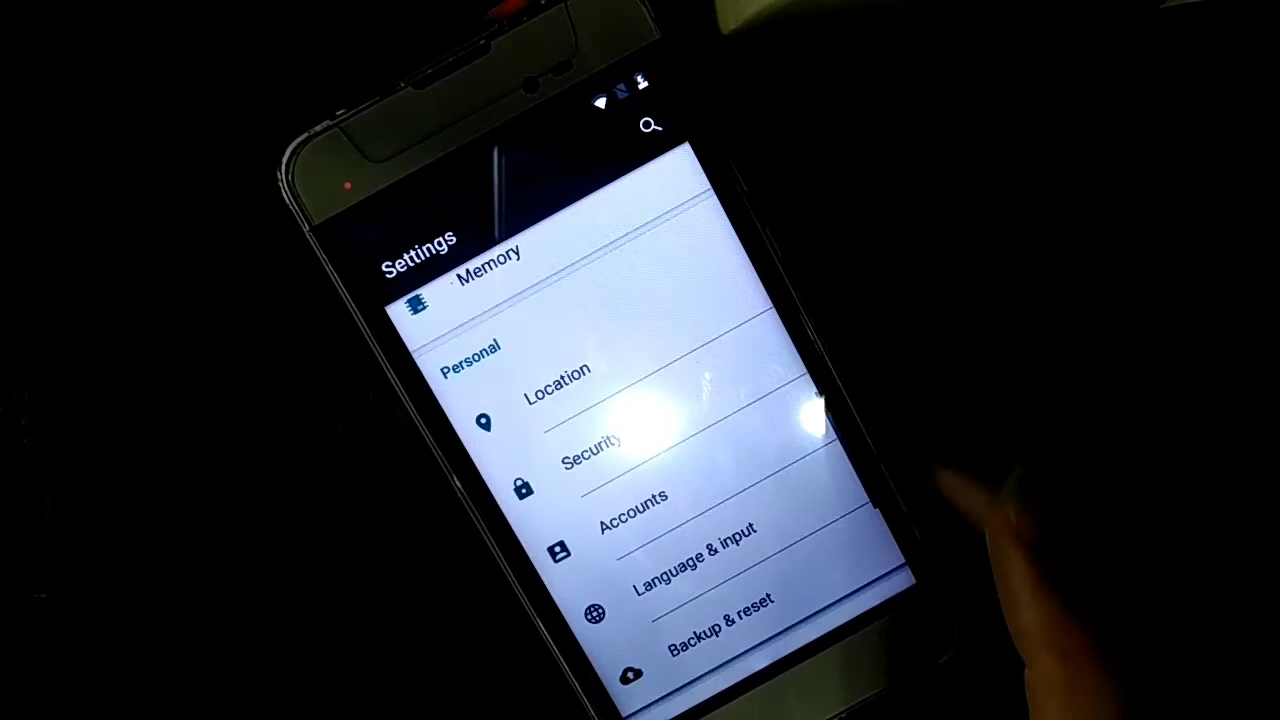 Settings
Memory
Personal
Location
Security
Accounts
Language & input
Backup & reset